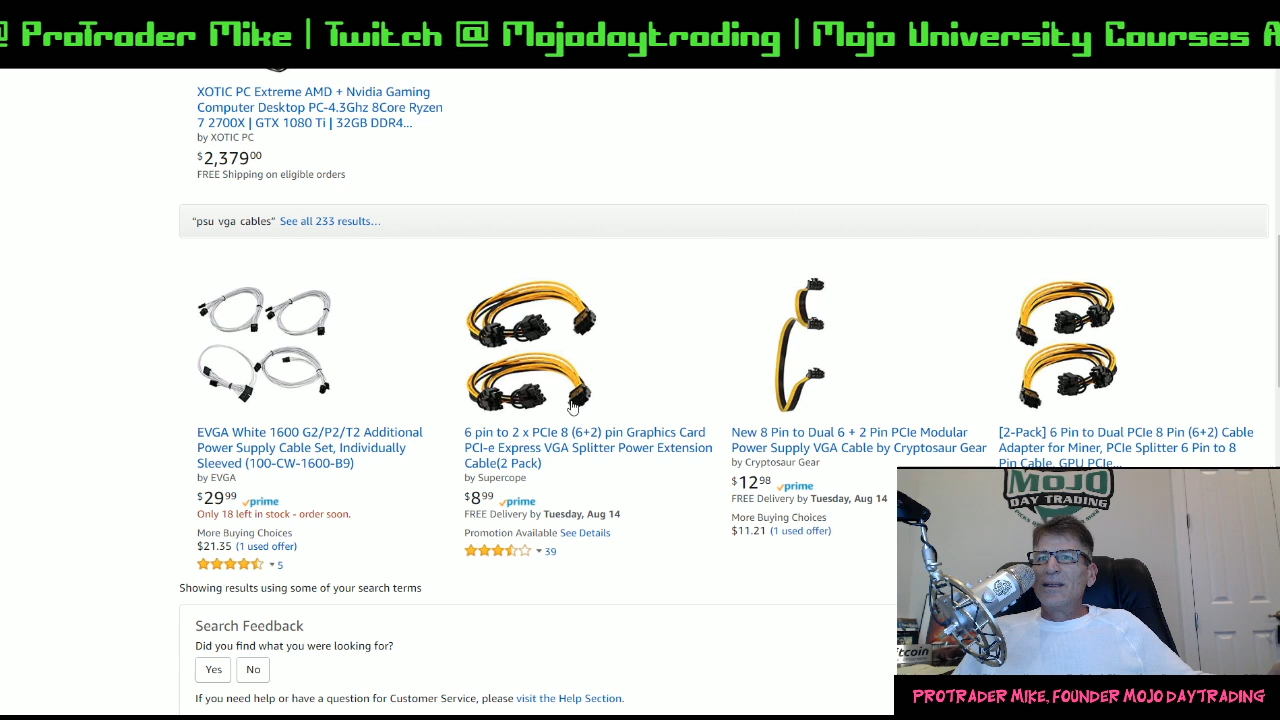 @ ProTrader Mike | Twitch @ Mojodaytrading | Mojo University Courses A
XOTIC PC Extreme AMD + Nvidia Gaming
Computer Desktop PC-4.3Ghz 8Core Ryzen
7 2700X | GTX 1080 Ti | 32GB DDR4...
by XOTIC PC
$2,379 00
FREE Shipping on eligible orders
"psu vga cables" See all 233 results...
EVGA White 1600 G2/P2/T2 Additional
Power Supply Cable Set, Individually
Sleeved (100-CW-1600-B9)
by EVGA
$29 99 prime
Only 18 left in stock - order soon.
More Buying Choices
$21.35 (1 used offer)
5
6 pin to 2 x PCIe 8 (6+2) pin Graphics Card
PCI-e Express VGA Splitter Power Extension
Cable(2 Pack)
by Supercope
$8 99 prime
FREE Delivery by Tuesday, Aug 14
Promotion Available See Details
39
New 8 Pin to Dual 6 + 2 Pin PCIe Modular
Power Supply VGA Cable by Cryptosaur Gear
by Cryptosaur Gear
$12 98 prime
FREE Delivery by Tuesday, Aug 14
More Buying Choices
$11.21 (1 used offer)
[2-Pack] 6 Pin to Dual PCIe 8 Pin (6+2) Cable
Adapter for Miner, PCIe Splitter 6 Pin to 8
Pin Cable, GPU PCIe...
Showing results using some of your search terms
Search Feedback
Did you find what you were looking for?
Yes No
If you need help or have a question for Customer Service, please visit the Help Section.
MOJO
DAY TRADING
itcoin
PROTRADER MIKE, FOUNDER MOJO DAYTRADING